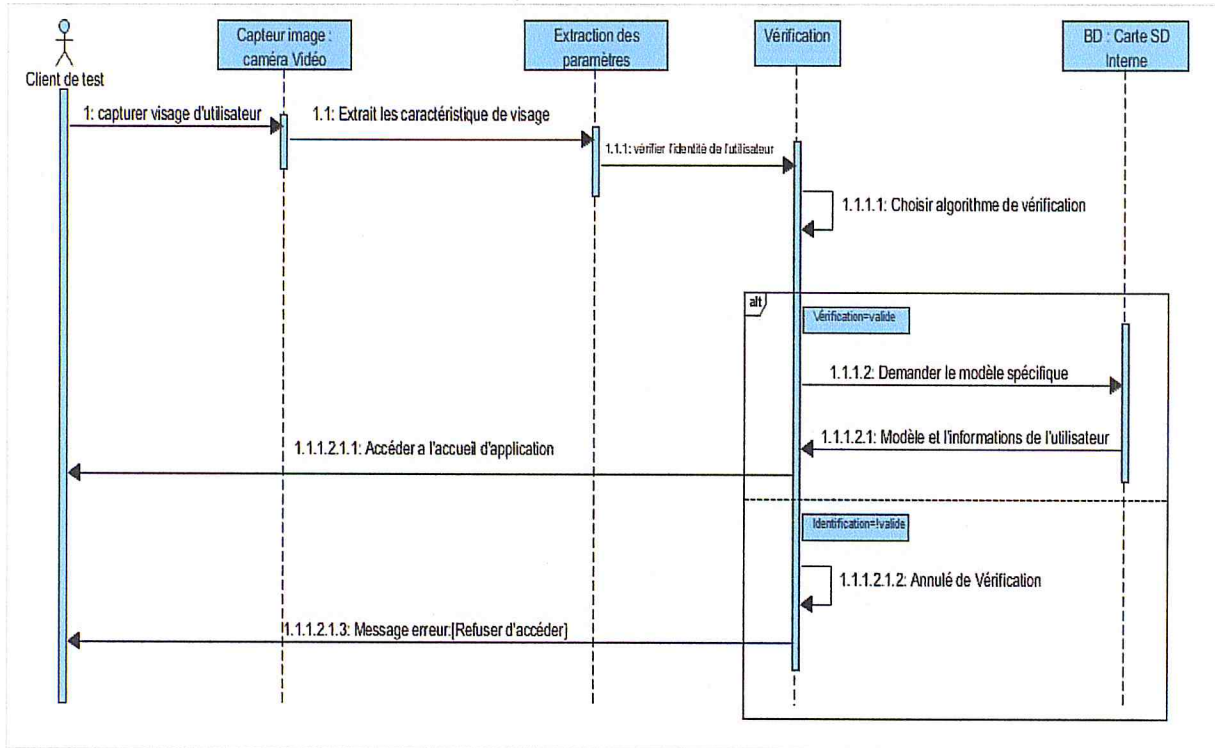 Capteur image :
caméra Vidéo
Extraction des
paramètres
Vérification
BD : Carte SD
Interne
Client de test
1: capturer visage d'utilisateur
1.1: Extrait les caractéristique de visage
1.1.1: vérifier l'identité de l'utilisateur
1.1.1.1: Choisir algorithme de vérification
alt
Vérification=valide
1.1.1.2: Demander le modèle spécifique
1.1.1.2.1: Modèle et l'informations de l'utilisateur
1.1.1.2.1.1: Accéder a l'accueil d'application
Identification=!valide
1.1.1.2.1.2: Annulé de Vérification
1.1.1.2.1.3: Message erreur:[Refuser d'accéder]